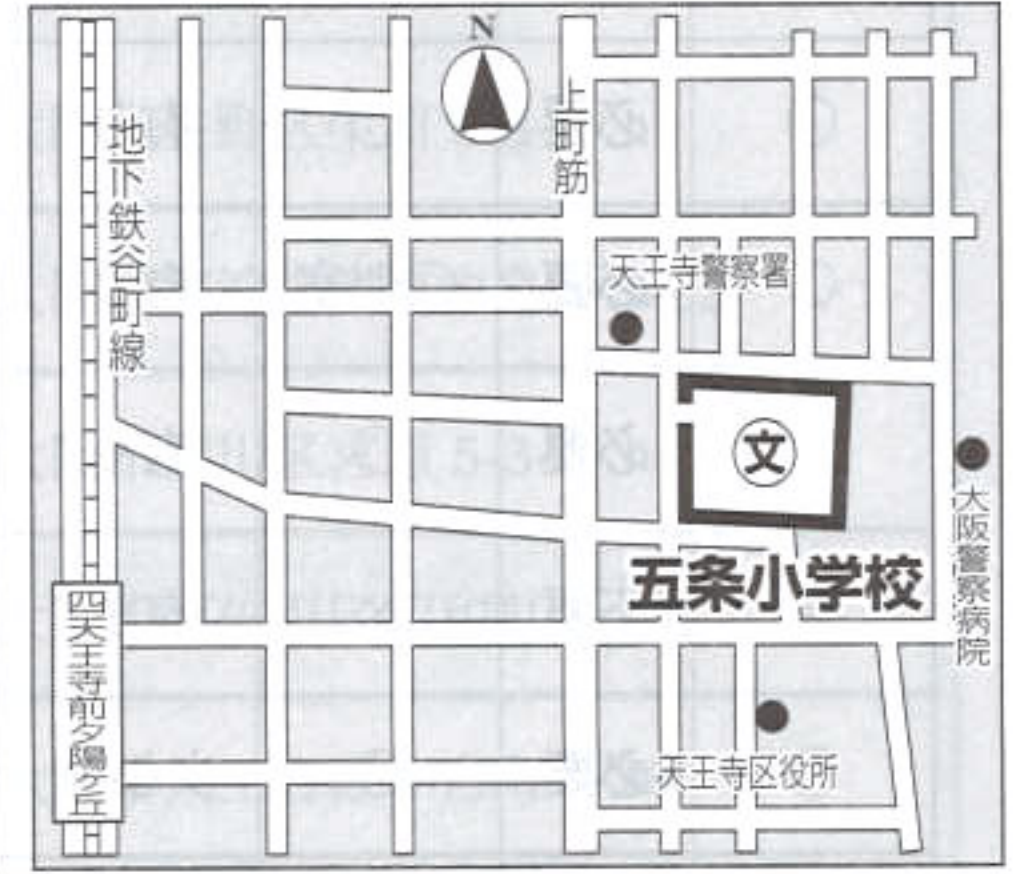 N
上町筋
地下鉄谷町線
天王寺警察署
文
五条小学校
大阪警察病院
四天王寺前夕陽ヶ丘
天王寺区役所